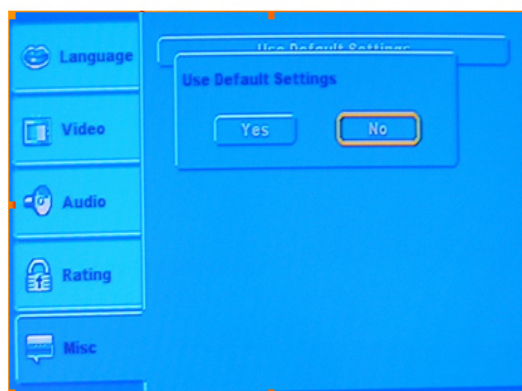 Language
Video
Audio
Rating
Misc
Use Default Settings
Use Default Settings
Yes
No